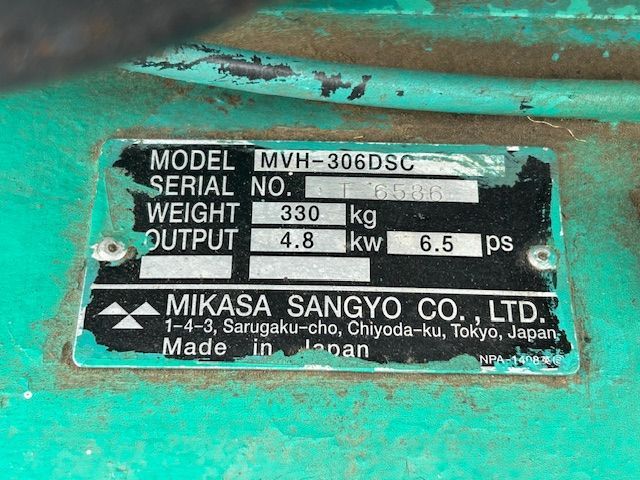 MODEL MVH-306DSC
SERIAL NO. T 6586
WEIGHT 330 kg
OUTPUT 4.8 kw 6.5 ps
MIKASA SANGYO CO., LTD.
1-4-3, Sarugaku-cho, Chiyoda-ku, Tokyo, Japan
Made in Japan